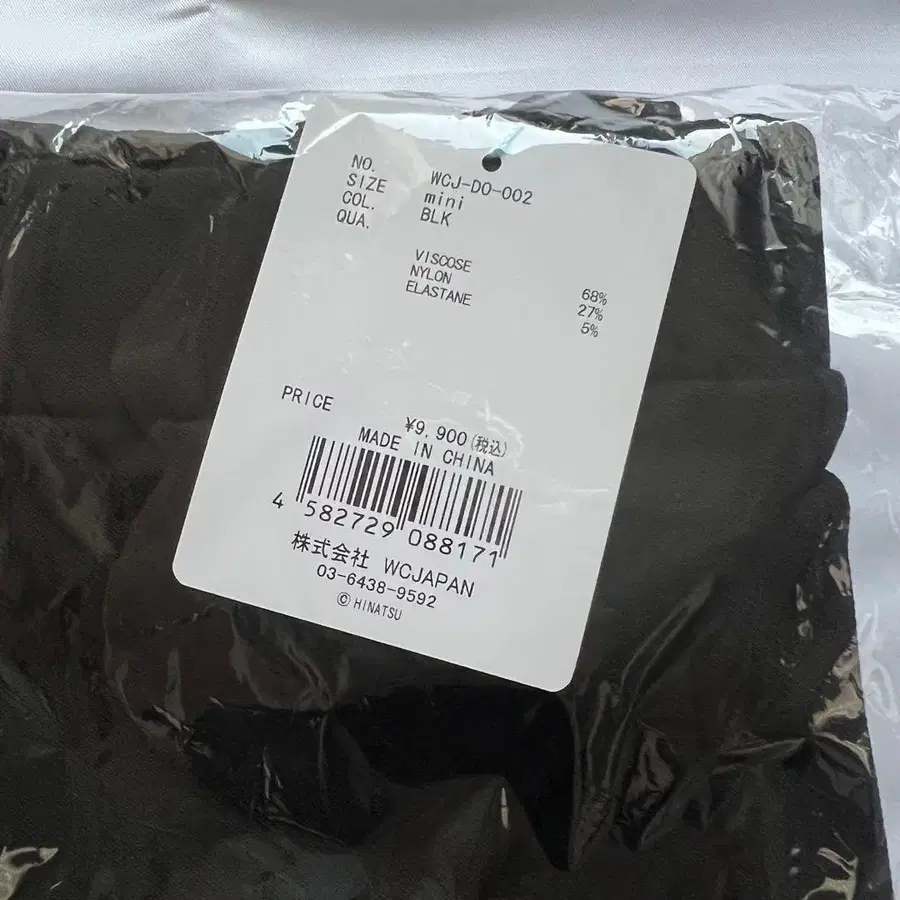 NO. WCJ-DO-002
SIZE mini
COL. BLK
QUA.
VISCOSE 68%
NYLON 27%
ELASTANE 5%
PRICE ¥9,900(税込)
MADE IN CHINA
4 582729 088171
株式会社 WCJAPAN
03-6438-9592
© HINATSU